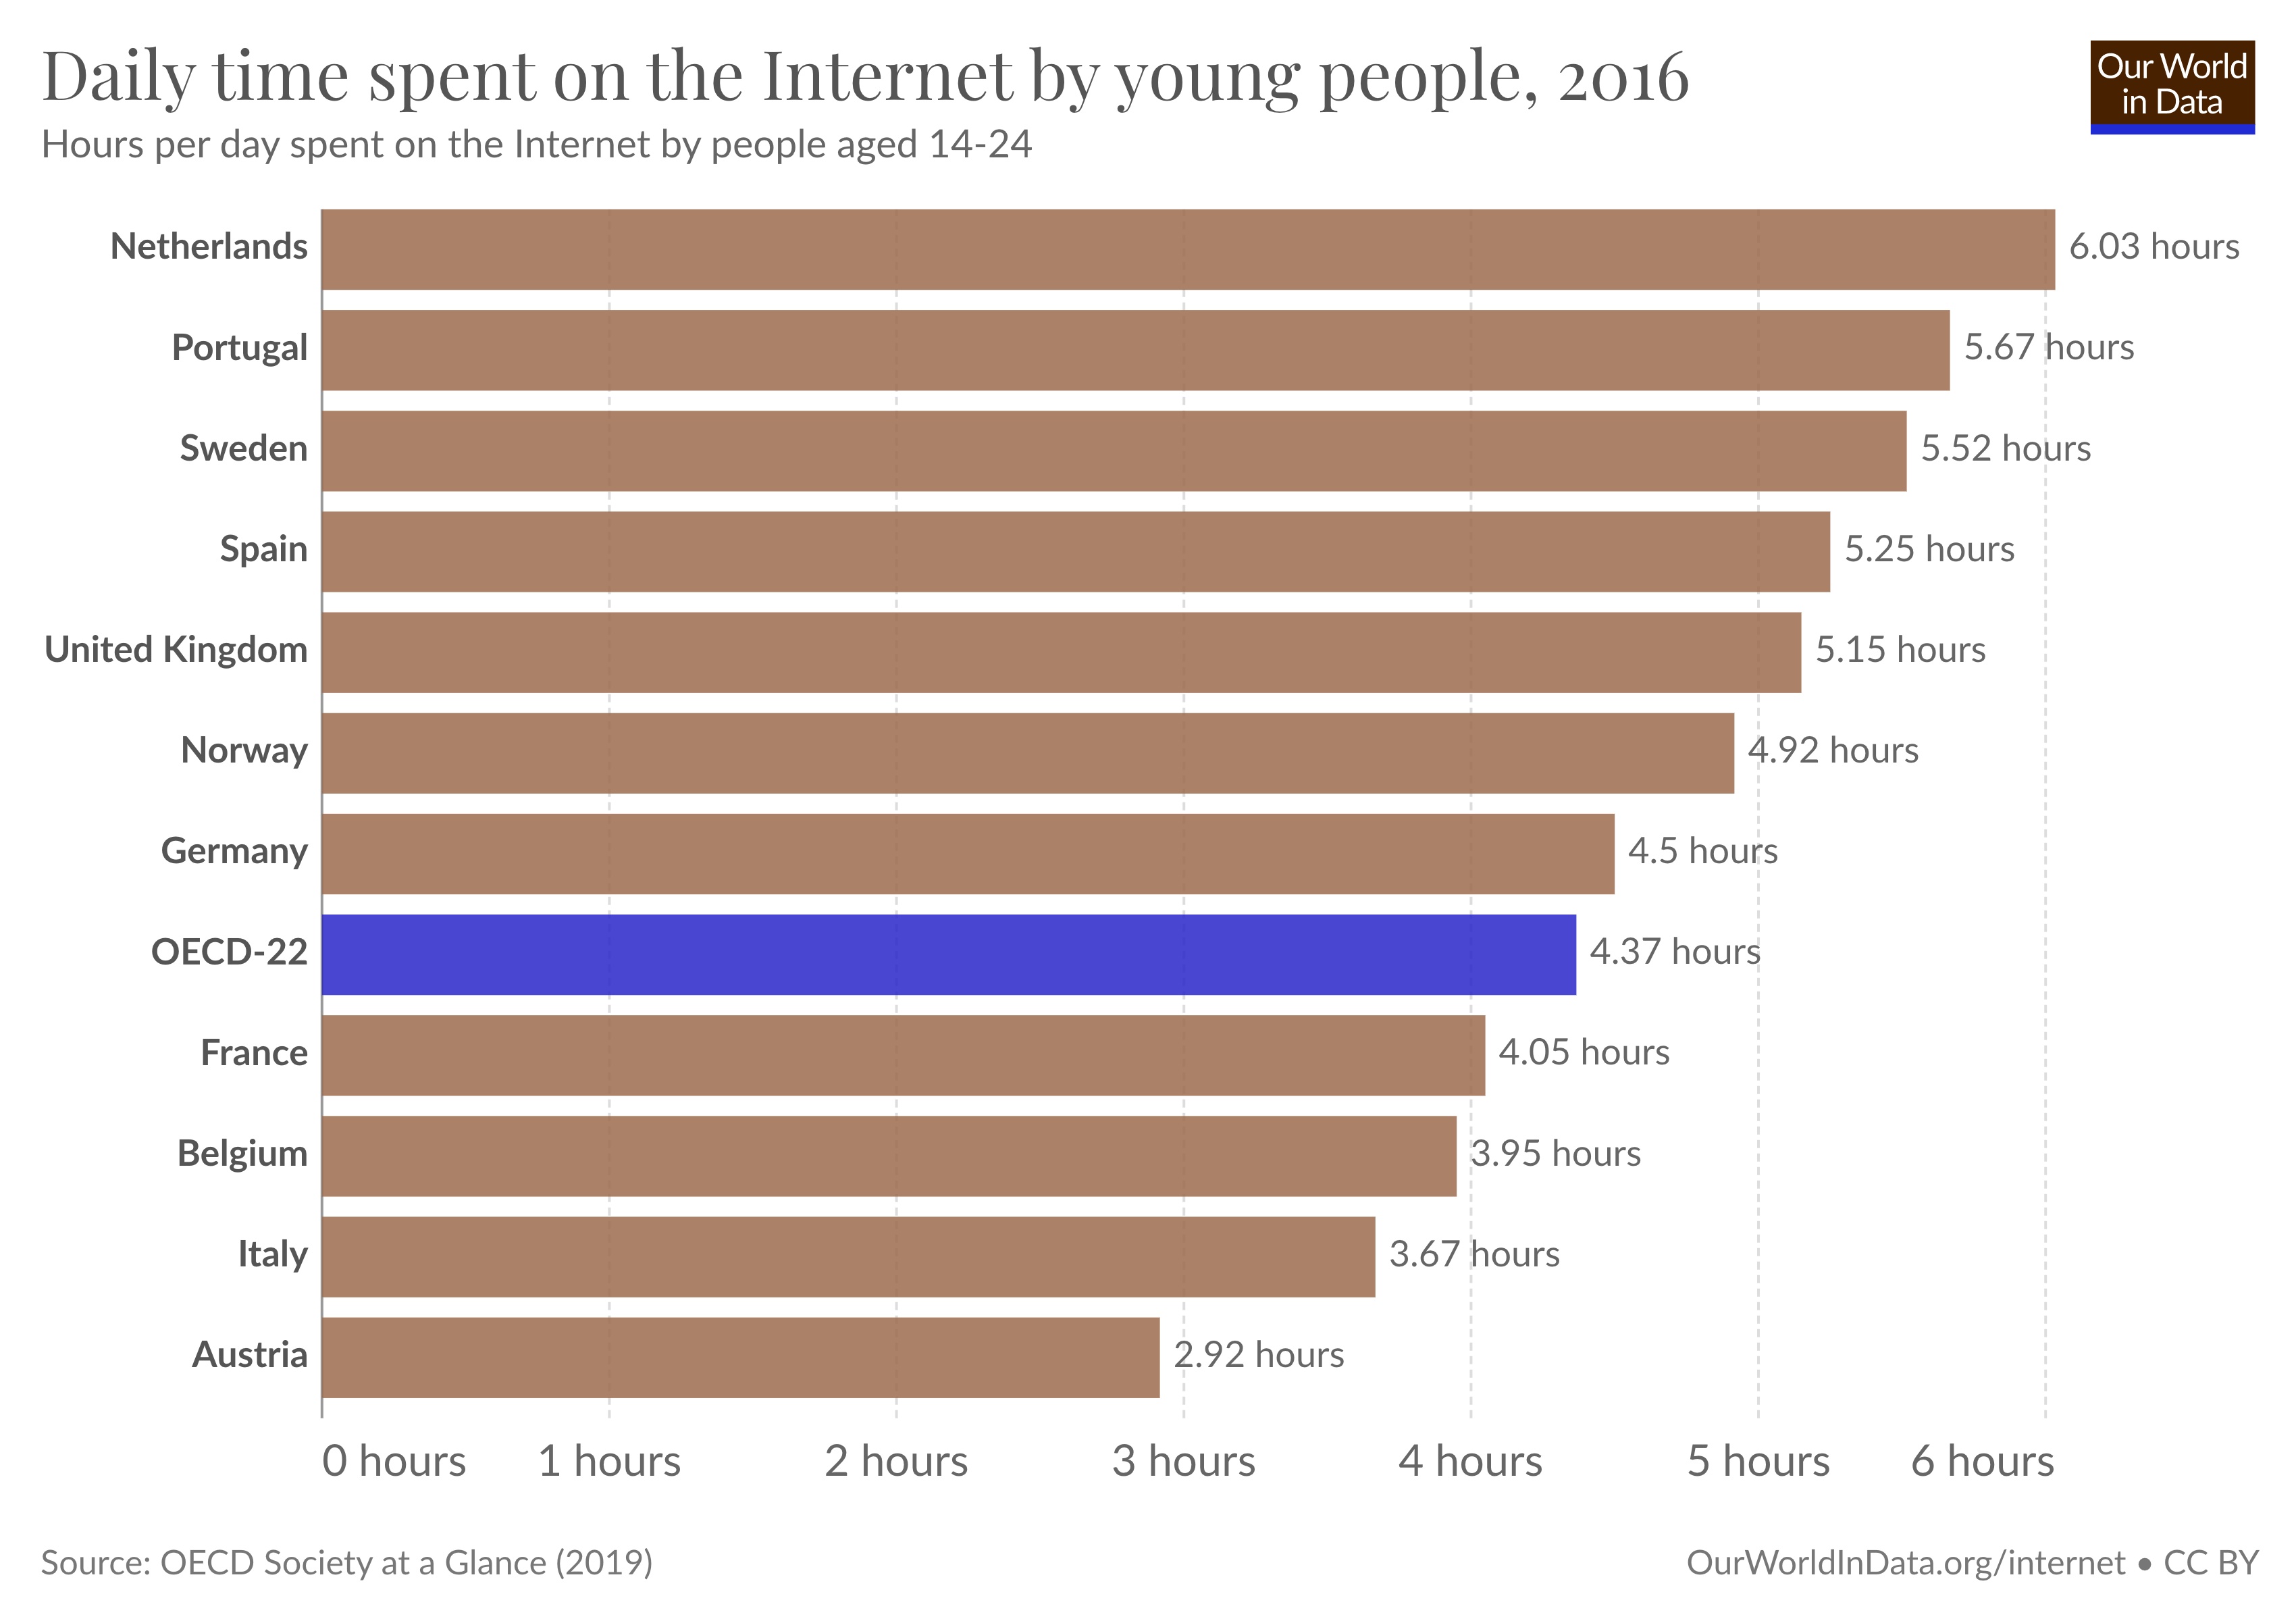 Daily time spent on the Internet by young people, 2016
Hours per day spent on the Internet by people aged 14-24
Our World
in Data
Netherlands 6.03 hours
Portugal 5.67 hours
Sweden 5.52 hours
Spain 5.25 hours
United Kingdom 5.15 hours
Norway 4.92 hours
Germany 4.5 hours
OECD-22 4.37 hours
France 4.05 hours
Belgium 3.95 hours
Italy 3.67 hours
Austria 2.92 hours
0 hours 1 hours 2 hours 3 hours 4 hours 5 hours 6 hours
Source: OECD Society at a Glance (2019) OurWorldInData.org/internet • CC BY